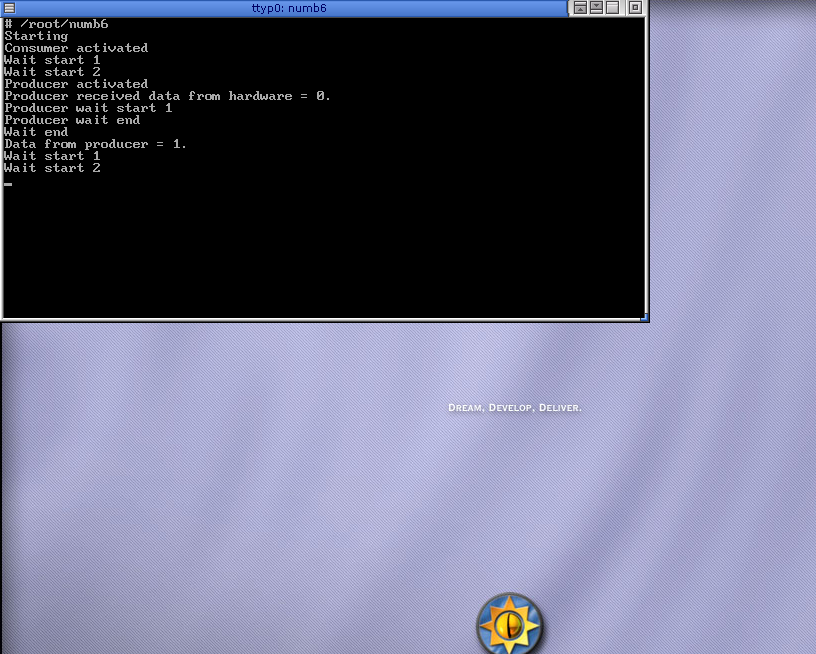 ttyp0: numb6
# /root/numb6
Starting
Consumer activated
Wait start 1
Wait start 2
Producer activated
Producer received data from hardware = 0.
Producer wait start 1
Producer wait end
Wait end
Data from producer = 1.
Wait start 1
Wait start 2
Dream, Develop, Deliver.